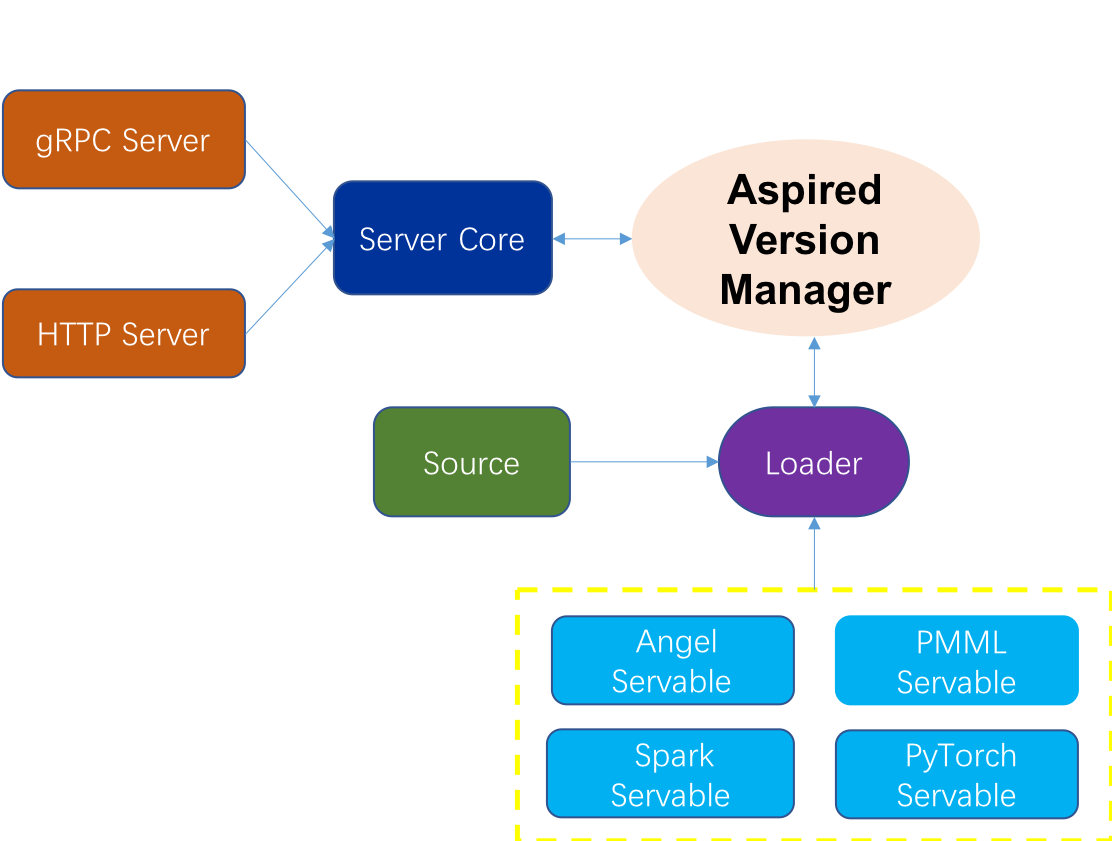 gRPC Server
Aspired
Version
Manager
Server Core
HTTP Server
Source
Loader
Angel
Servable
PMML
Servable
Spark
Servable
PyTorch
Servable